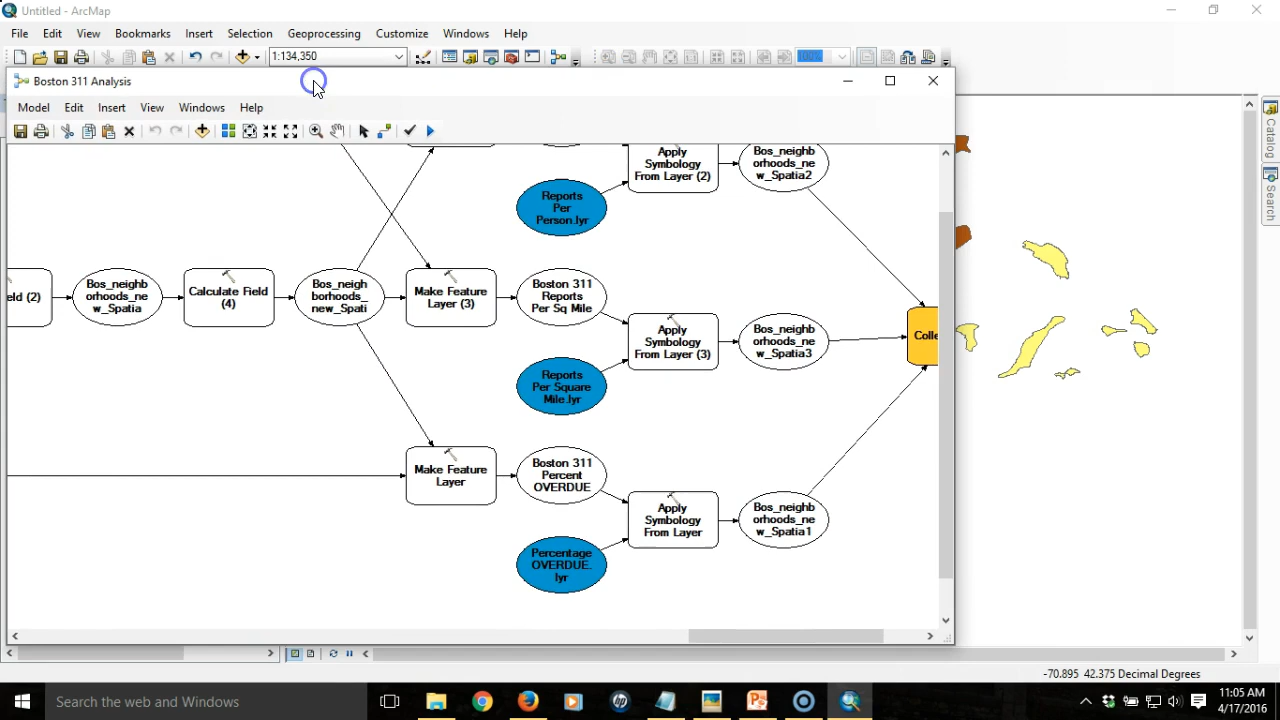 Untitled - ArcMap
File Edit View Bookmarks Insert Selection Geoprocessing Customize Windows Help
1:134,350
100%
Boston 311 Analysis
Model Edit Insert View Windows Help
Apply
Symbology
From Layer (2)
Bos_neighb
orhoods_ne
w_Spatia2
Reports
Per
Person.lyr
eld (2)
Bos_neighb
orhoods_ne
w_Spatia
Calculate Field
(4)
Bos_neigh
borhoods_
new_Spati
Make Feature
Layer (3)
Boston 311
Reports
Per Sq Mile
Apply
Symbology
From Layer (3)
Bos_neighb
orhoods_ne
w_Spatia3
Colle
Reports
Per Square
Mile.lyr
Make Feature
Layer
Boston 311
Percent
OVERDUE
Apply
Symbology
From Layer
Bos_neighb
orhoods_ne
w_Spatia1
Percentage
OVERDUE.
lyr
Catalog
Search
-70.895 42.375 Decimal Degrees
Search the web and Windows
11:05 AM
4/17/2016